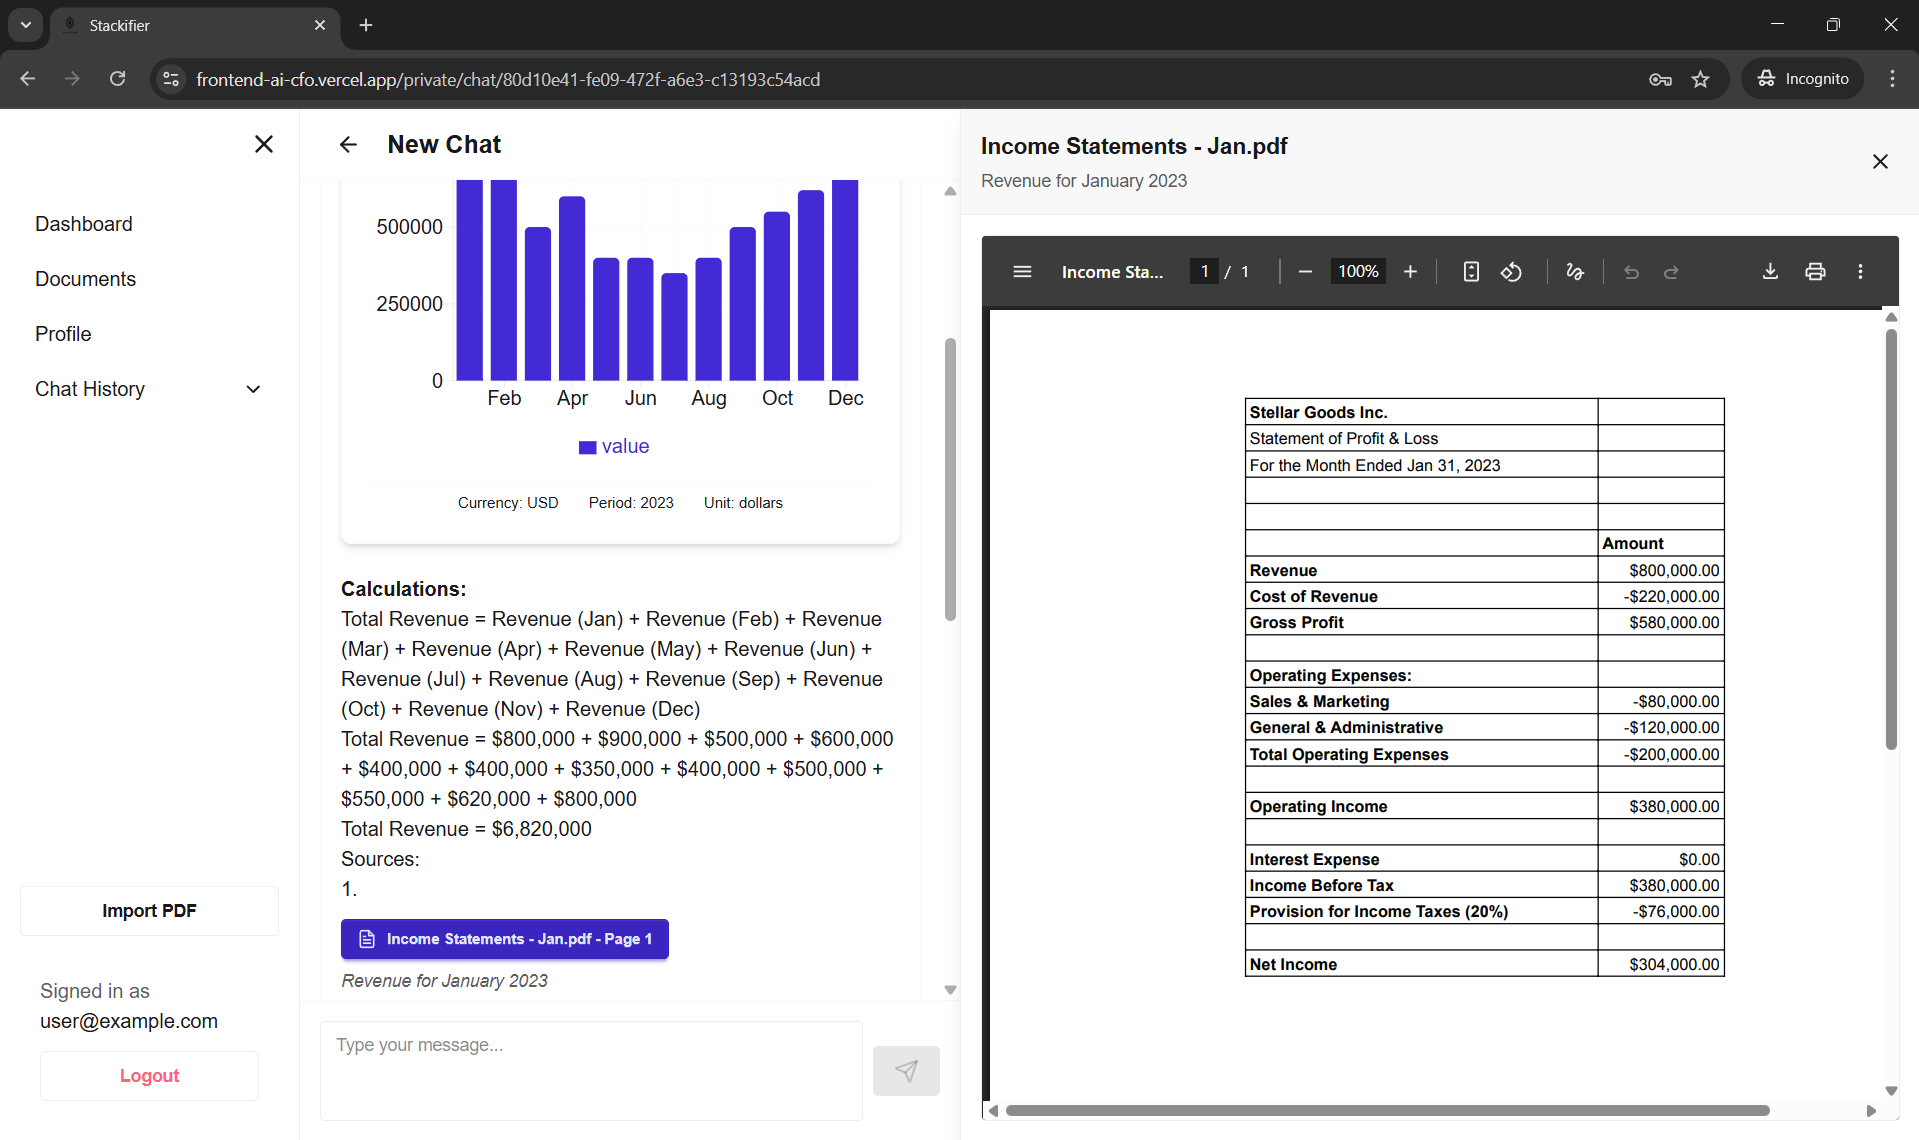 Stackifier
frontend-ai-cfo.vercel.app/private/chat/80d10e41-fe09-472f-a6e3-c13193c54acd
Incognito
Dashboard
Documents
Profile
Chat History
Import PDF
Signed in as
user@example.com
Logout
New Chat
500000
250000
0
Feb Apr Jun Aug Oct Dec
value
Currency: USD Period: 2023 Unit: dollars
Calculations:
Total Revenue = Revenue (Jan) + Revenue (Feb) + Revenue
(Mar) + Revenue (Apr) + Revenue (May) + Revenue (Jun) +
Revenue (Jul) + Revenue (Aug) + Revenue (Sep) + Revenue
(Oct) + Revenue (Nov) + Revenue (Dec)
Total Revenue = $800,000 + $900,000 + $500,000 + $600,000
+ $400,000 + $400,000 + $350,000 + $400,000 + $500,000 +
$550,000 + $620,000 + $800,000
Total Revenue = $6,820,000
Sources:
1.
Income Statements - Jan.pdf - Page 1
Revenue for January 2023
Type your message...
Income Statements - Jan.pdf
Revenue for January 2023
Income Sta... 1 / 1 100%
Stellar Goods Inc.
Statement of Profit & Loss
For the Month Ended Jan 31, 2023
Amount
Revenue $800,000.00
Cost of Revenue -$220,000.00
Gross Profit $580,000.00
Operating Expenses:
Sales & Marketing -$80,000.00
General & Administrative -$120,000.00
Total Operating Expenses -$200,000.00
Operating Income $380,000.00
Interest Expense $0.00
Income Before Tax $380,000.00
Provision for Income Taxes (20%) -$76,000.00
Net Income $304,000.00